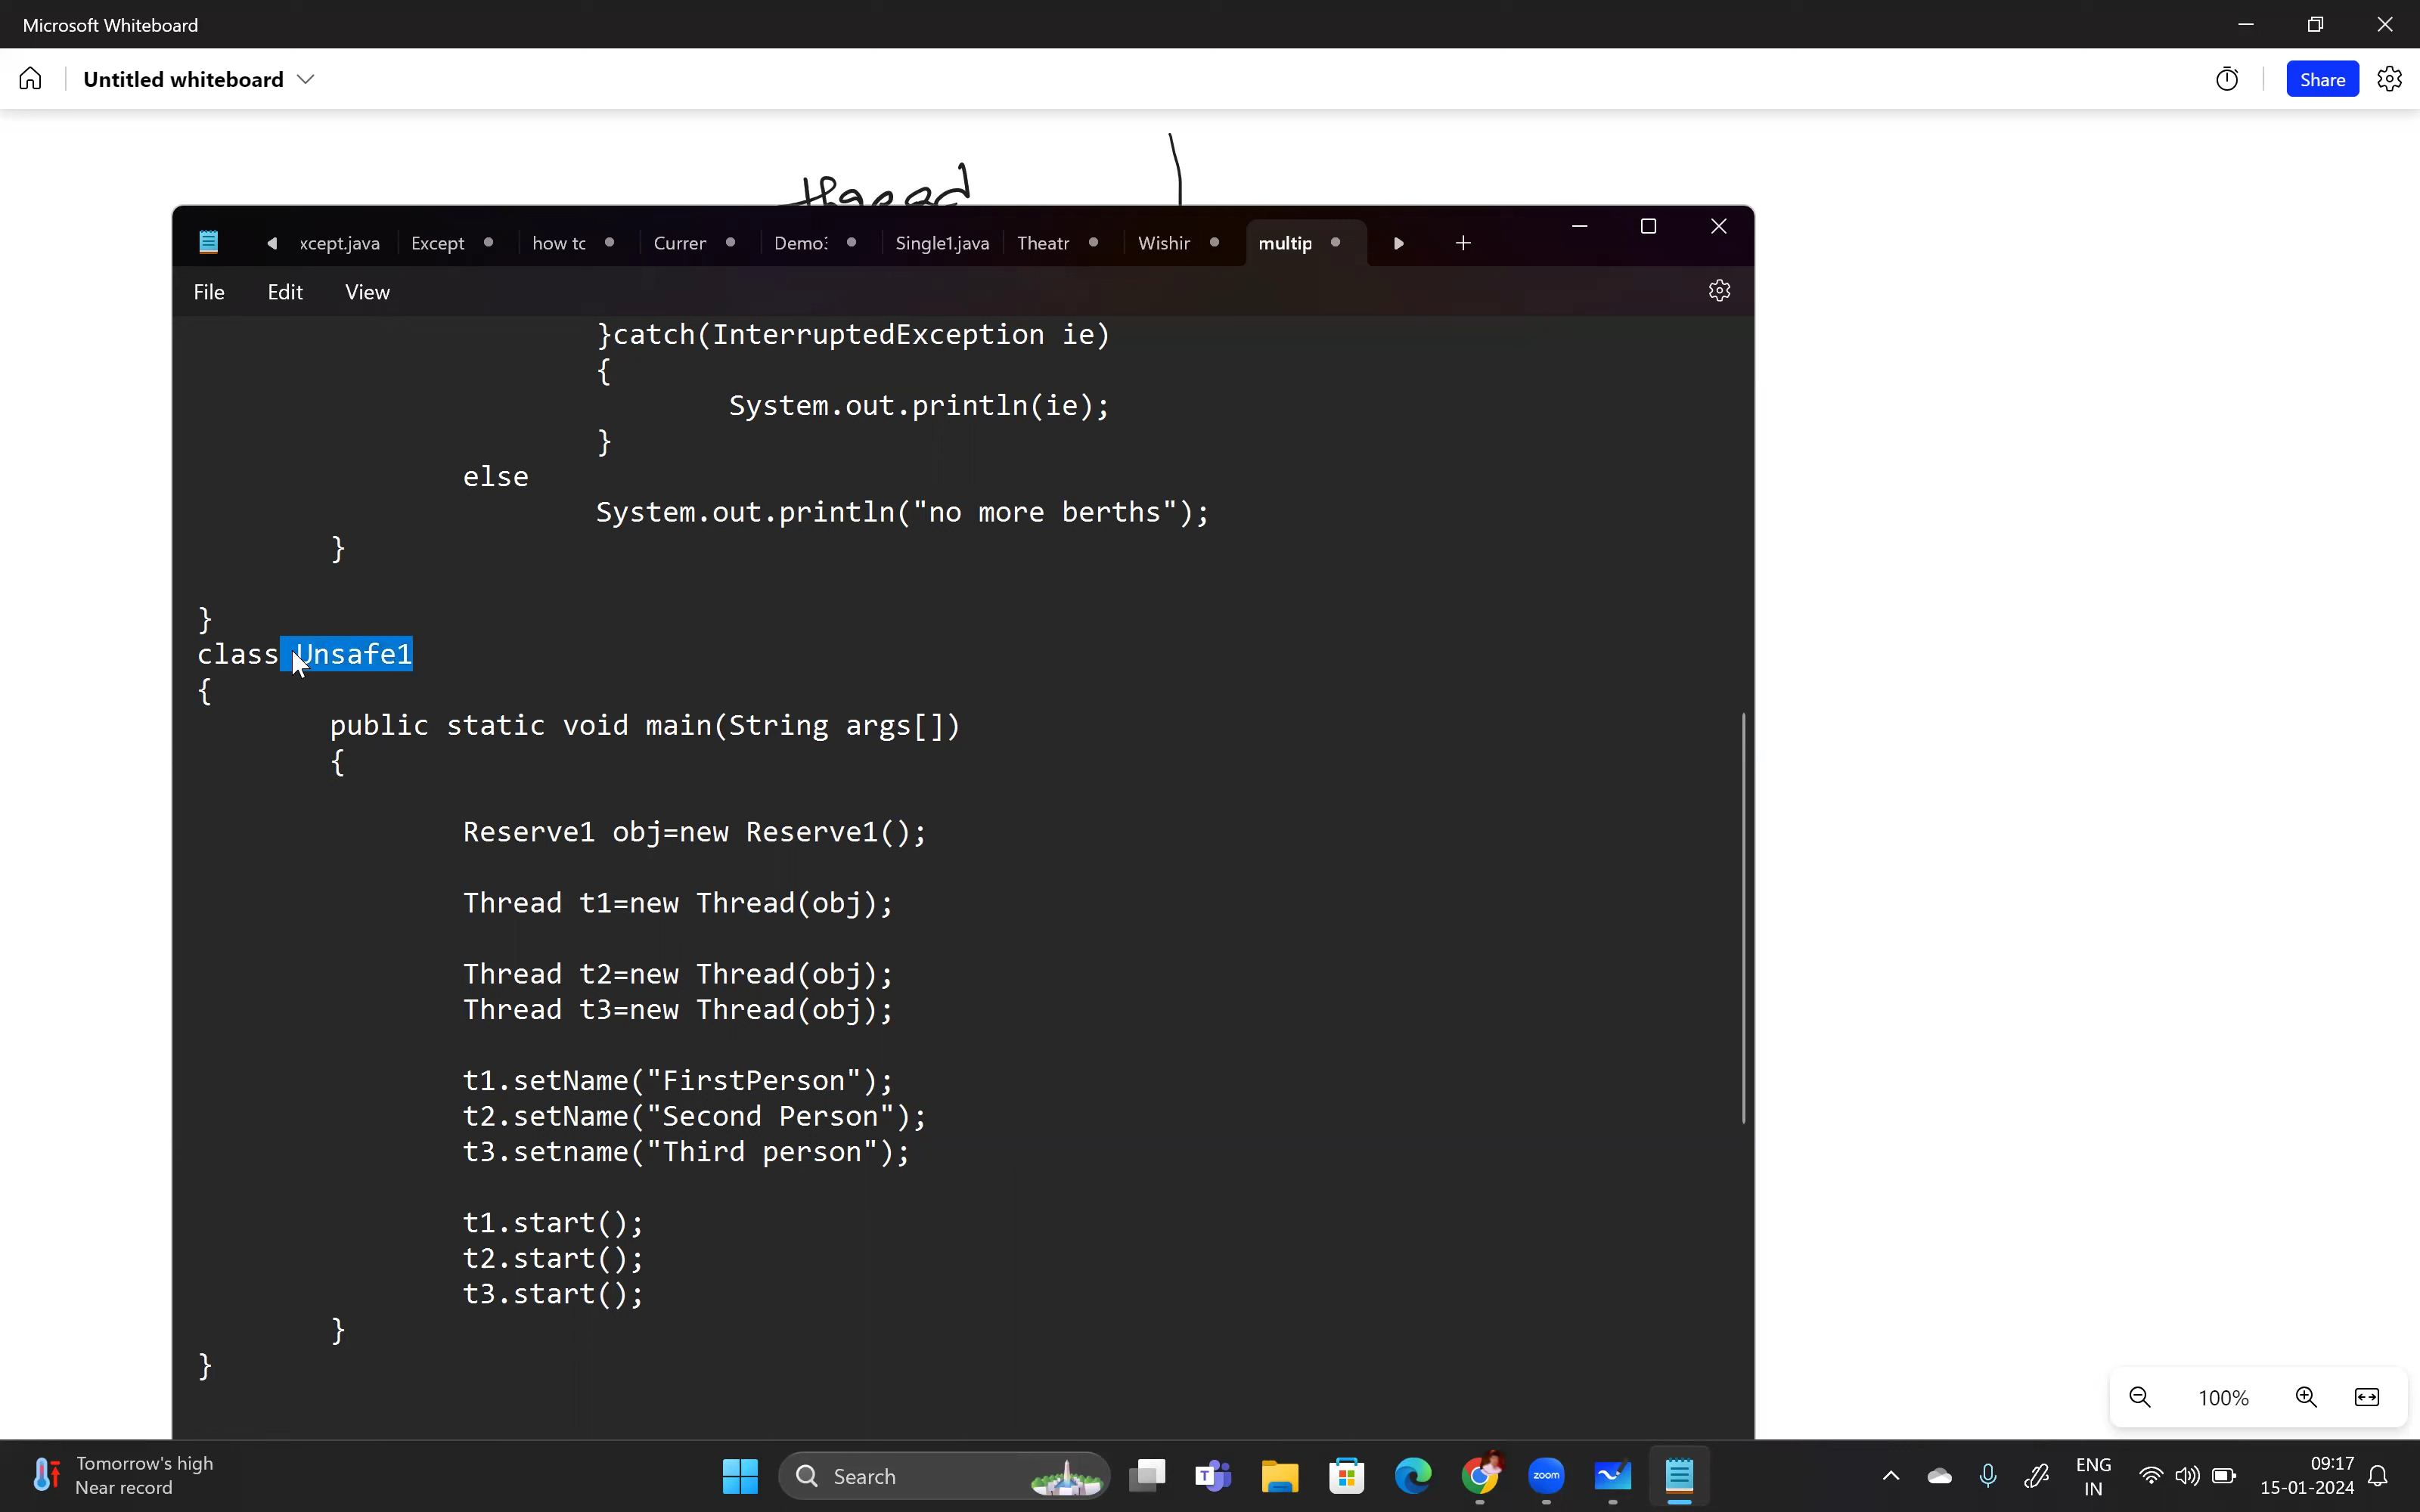 Microsoft Whiteboard
Untitled whiteboard
Share
thread
xcept.java Except how to Currer Demo: Single1.java Theatr Wishir multip
File Edit View
}catch(InterruptedException ie)
{
System.out.println(ie);
}
else
System.out.println("no more berths");
}
}
class Unsafe1
{
public static void main(String args[])
{
Reserve1 obj=new Reserve1();
Thread t1=new Thread(obj);
Thread t2=new Thread(obj);
Thread t3=new Thread(obj);
t1.setName("FirstPerson");
t2.setName("Second Person");
t3.setname("Third person");
t1.start();
t2.start();
t3.start();
}
}
100%
Tomorrow's high
Near record
Search
zoom
ENG
IN
09:17
15-01-2024